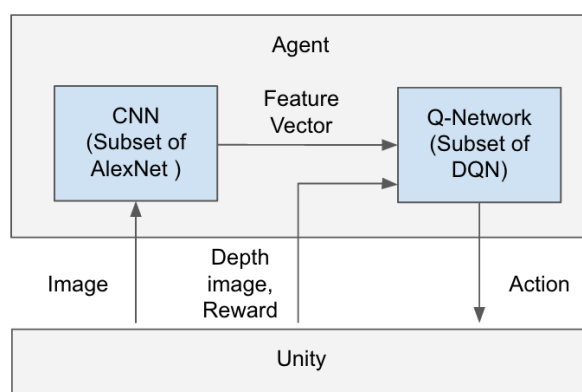 Agent
CNN
(Subset of
AlexNet )
Feature
Vector
Q-Network
(Subset of
DQN)
Image
Depth
image,
Reward
Action
Unity